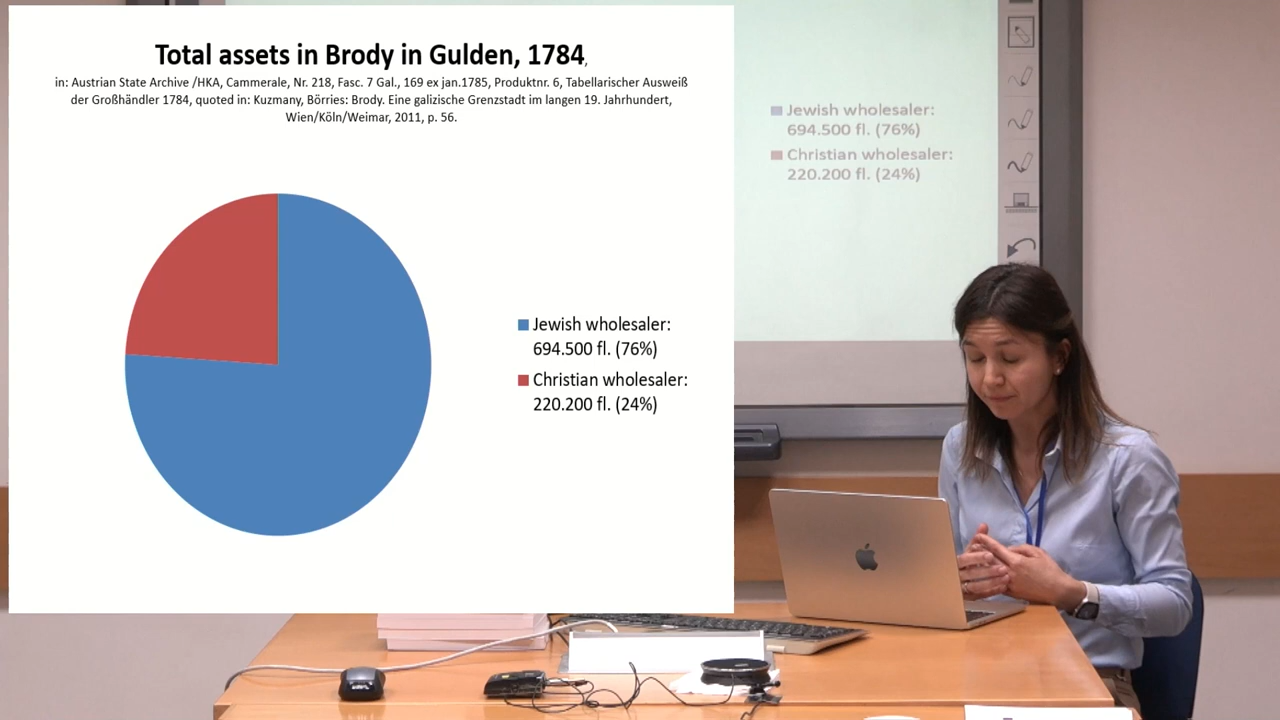 Total assets in Brody in Gulden, 1784,
in: Austrian State Archive /HKA, Cammerale, Nr. 218, Fasc. 7 Gal., 169 ex jan.1785, Produktnr. 6, Tabellarischer Ausweiß
der Großhändler 1784, quoted in: Kuzmany, Börries: Brody. Eine galizische Grenzstadt im langen 19. Jahrhundert,
Wien/Köln/Weimar, 2011, p. 56.
Jewish wholesaler:
694.500 fl. (76%)
Christian wholesaler:
220.200 fl. (24%)
Jewish wholesaler:
694.500 fl. (76%)
Christian wholesaler:
220.200 fl. (24%)